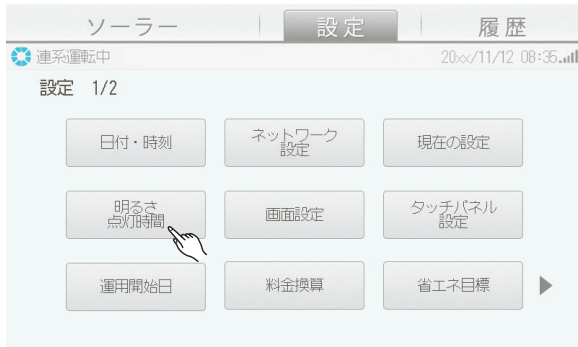 ソーラー 設定 履歴
連系運転中 20xx/11/12 08:35
設定 1/2
日付・時刻 ネットワーク設定 現在の設定
明るさ
点灯時間
画面設定 タッチパネル設定
運用開始日 料金換算 省エネ目標